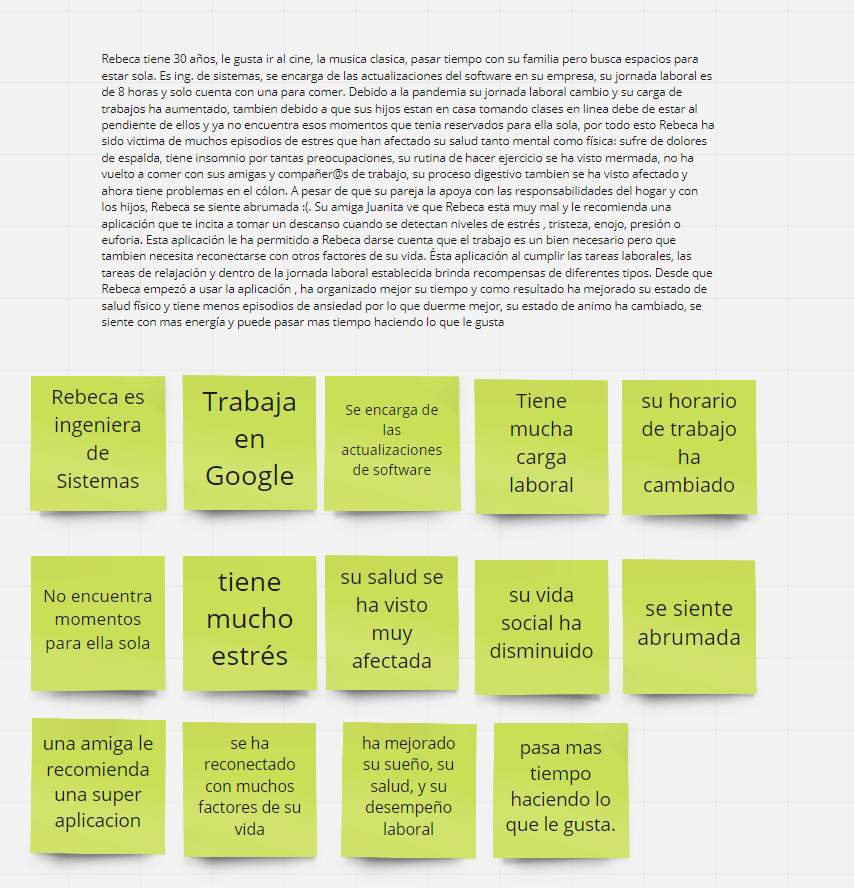 Rebeca tiene 30 años, le gusta ir al cine, la musica clasica, pasar tiempo con su familia pero busca espacios para
estar sola. Es ing. de sistemas, se encarga de las actualizaciones del software en su empresa, su jornada laboral es
de 8 horas y solo cuenta con una para comer. Debido a la pandemia su jornada laboral cambio y su carga de
trabajos ha aumentado, tambien debido a que sus hijos estan en casa tomando clases en linea debe de estar al
pendiente de ellos y ya no encuentra esos momentos que tenia reservados para ella sola, por todo esto Rebeca ha
sido victima de muchos episodios de estres que han afectado su salud tanto mental como física: sufre de dolores
de espalda, tiene insomnio por tantas preocupaciones, su rutina de hacer ejercicio se ha visto mermada, no ha
vuelto a comer con sus amigas y compañer@s de trabajo, su proceso digestivo tambien se ha visto afectado y
ahora tiene problemas en el cólon. A pesar de que su pareja la apoya con las responsabilidades del hogar y con
los hijos, Rebeca se siente abrumada :(. Su amiga Juanita ve que Rebeca esta muy mal y le recomienda una
aplicación que te incita a tomar un descanso cuando se detectan niveles de estrés , tristeza, enojo, presión o
euforia. Esta aplicación le ha permitido a Rebeca darse cuenta que el trabajo es un bien necesario pero que
tambien necesita reconectarse con otros factores de su vida. Ésta aplicación al cumplir las tareas laborales, las
tareas de relajación y dentro de la jornada laboral establecida brinda recompensas de diferentes tipos. Desde que
Rebeca empezó a usar la aplicación , ha organizado mejor su tiempo y como resultado ha mejorado su estado de
salud físico y tiene menos episodios de ansiedad por lo que duerme mejor, su estado de animo ha cambiado, se
siente con mas energía y puede pasar mas tiempo haciendo lo que le gusta
Rebeca es
ingeniera
de
Sistemas
Trabaja
en
Google
Se encarga de
las
actualizaciones
de software
Tiene
mucha
carga
laboral
su horario
de trabajo
ha
cambiado
No encuentra
momentos
para ella sola
tiene
mucho
estrés
su salud se
ha visto
muy
afectada
su vida
social ha
disminuido
se siente
abrumada
una amiga le
recomienda
una super
aplicacion
se ha
reconectado
con muchos
factores de su
vida
ha mejorado
su sueño, su
salud, y su
desempeño
laboral
pasa mas
tiempo
haciendo lo
que le gusta.